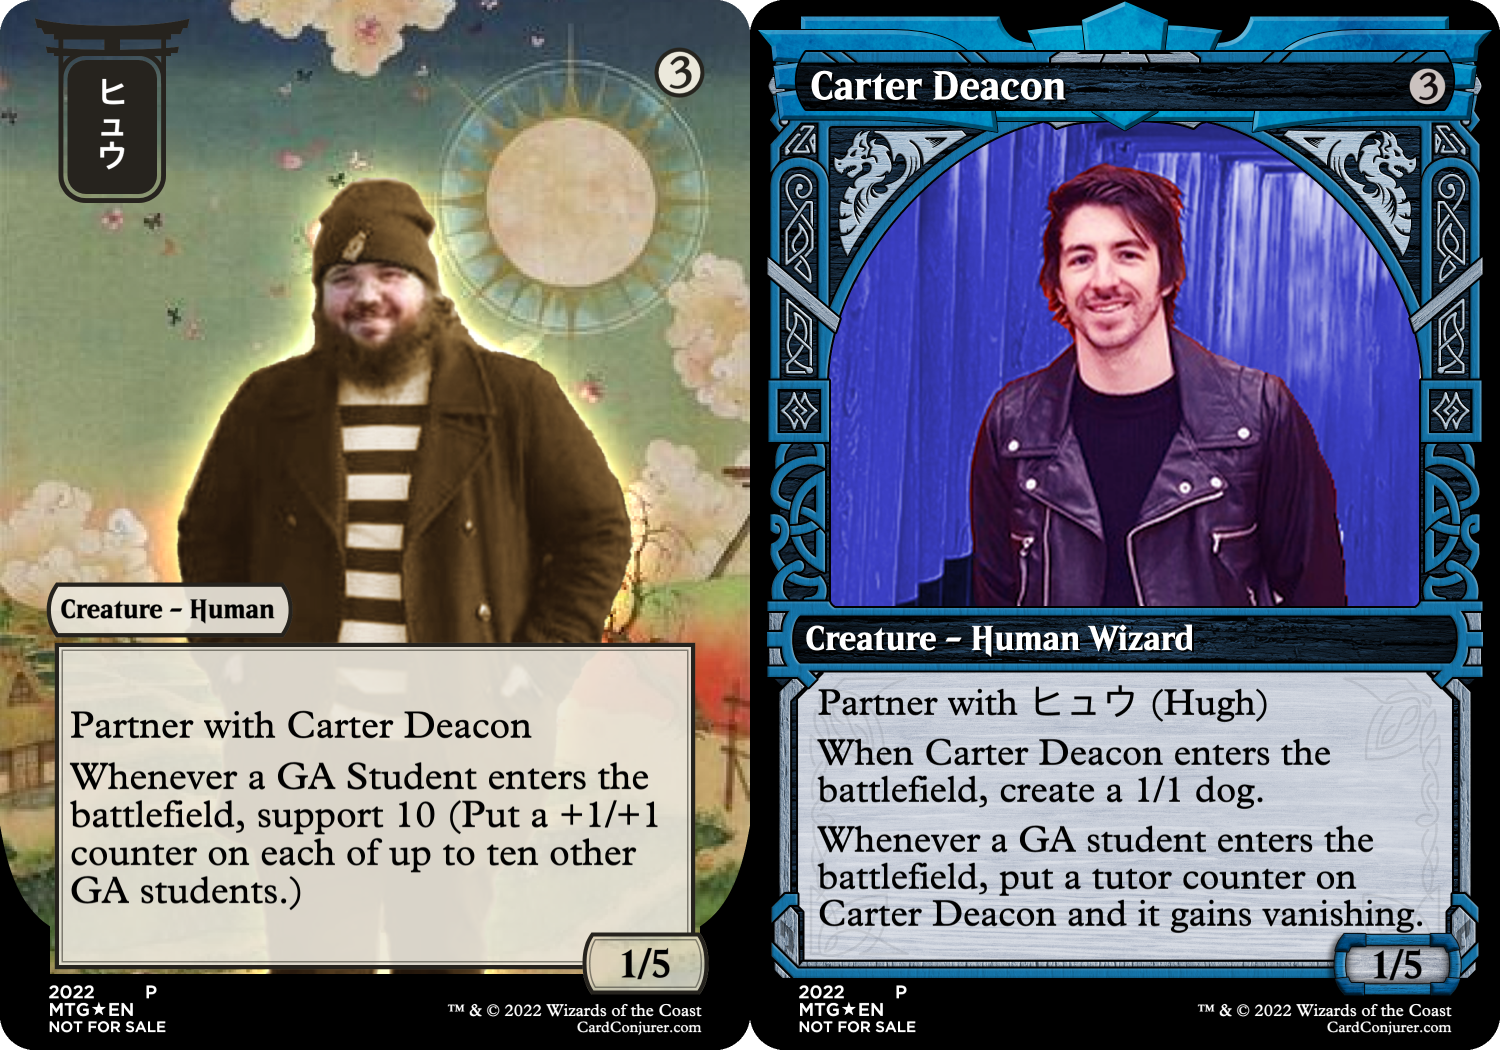 ヒュウ
3
Creature – Human
Partner with Carter Deacon
Whenever a GA Student enters the
battlefield, support 10 (Put a +1/+1
counter on each of up to ten other
GA students.)
1/5
2022 P
MTG★EN
NOT FOR SALE
™ & © 2022 Wizards of the Coast
CardConjurer.com
Carter Deacon
3
Creature – Human Wizard
Partner with ヒュウ (Hugh)
When Carter Deacon enters the
battlefield, create a 1/1 dog.
Whenever a GA student enters the
battlefield, put a tutor counter on
Carter Deacon and it gains vanishing.
1/5
2022 P
MTG★EN
NOT FOR SALE
™ & © 2022 Wizards of the Coast
CardConjurer.com